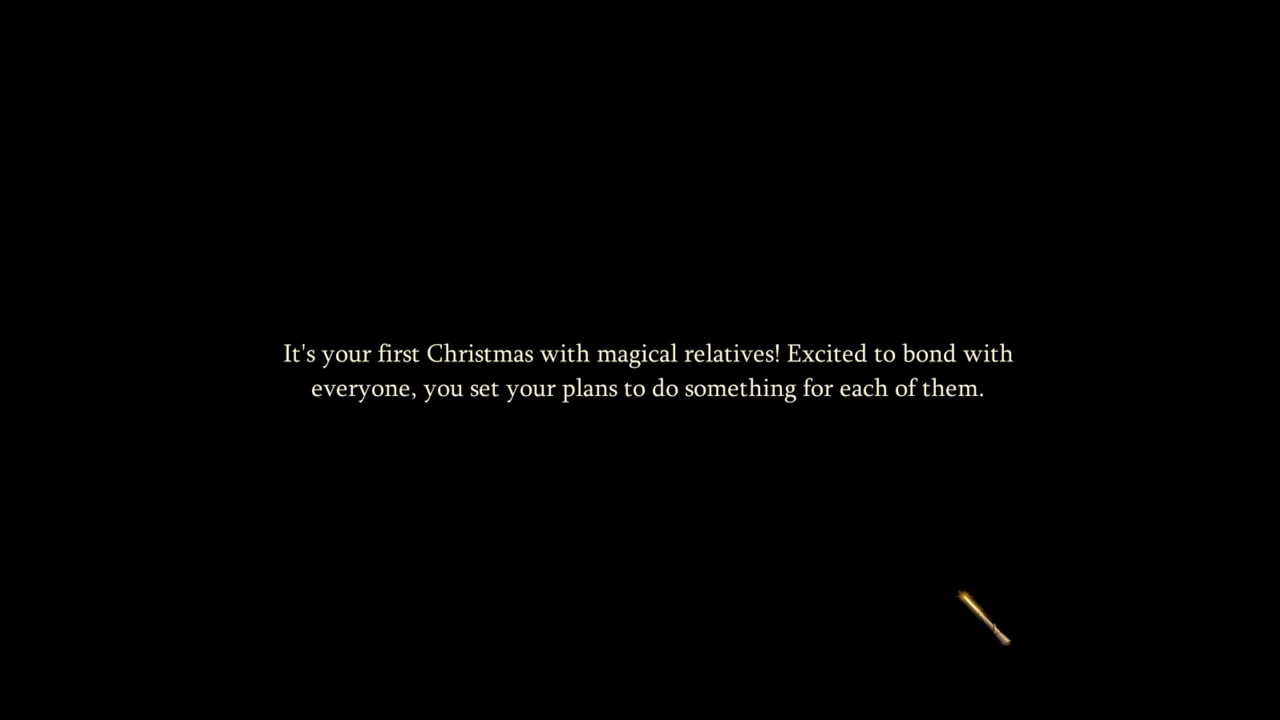 It's your first Christmas with magical relatives! Excited to bond with
everyone, you set your plans to do something for each of them.